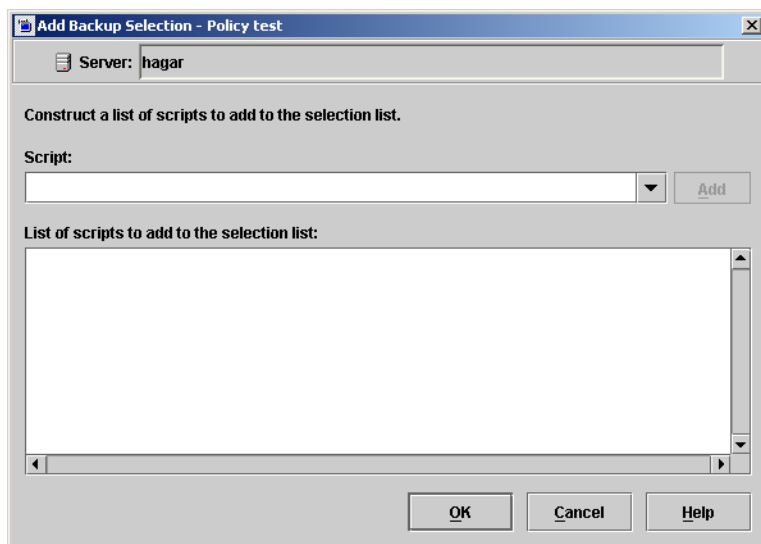 Add Backup Selection - Policy test
Server: hagar
Construct a list of scripts to add to the selection list.
Script:
Add
List of scripts to add to the selection list:
OK Cancel Help